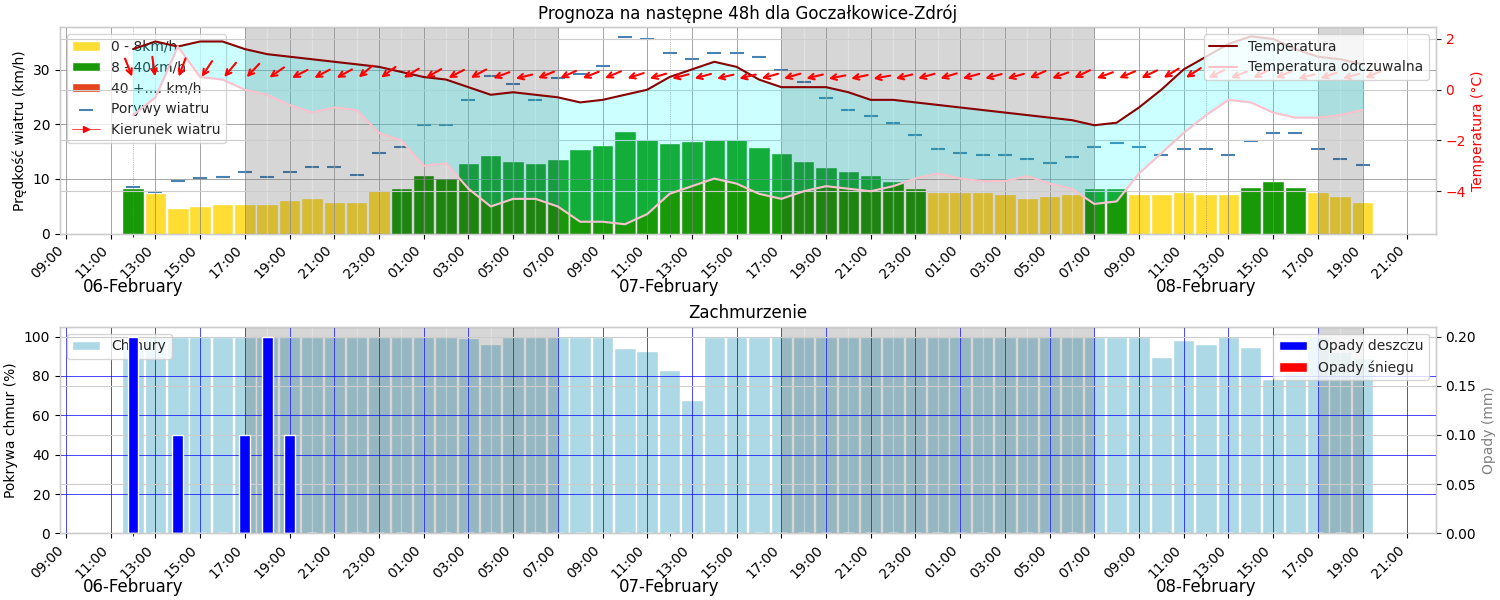 Prognoza na następne 48h dla Goczałkowice-Zdrój
Prędkość wiatru (km/h)
30
20
10
0
0 - 8km/h
8 - 40km/h
40 +.... km/h
Porywy wiatru
Kierunek wiatru
Temperatura
Temperatura odczuwalna
2
0
−2
−4
Temperatura (°C)
09:00 11:00 13:00 15:00 17:00 19:00 21:00 23:00 01:00 03:00 05:00 07:00 09:00 11:00 13:00 15:00 17:00 19:00 21:00 23:00 01:00 03:00 05:00 07:00 09:00 11:00 13:00 15:00 17:00 19:00 21:00
06-February 07-February 08-February
Zachmurzenie
Pokrywa chmur (%)
100
80
60
40
20
0
Chmury
Opady deszczu
Opady śniegu
0.20
0.15
0.10
0.05
0.00
Opady (mm)
09:00 11:00 13:00 15:00 17:00 19:00 21:00 23:00 01:00 03:00 05:00 07:00 09:00 11:00 13:00 15:00 17:00 19:00 21:00 23:00 01:00 03:00 05:00 07:00 09:00 11:00 13:00 15:00 17:00 19:00 21:00
06-February 07-February 08-February